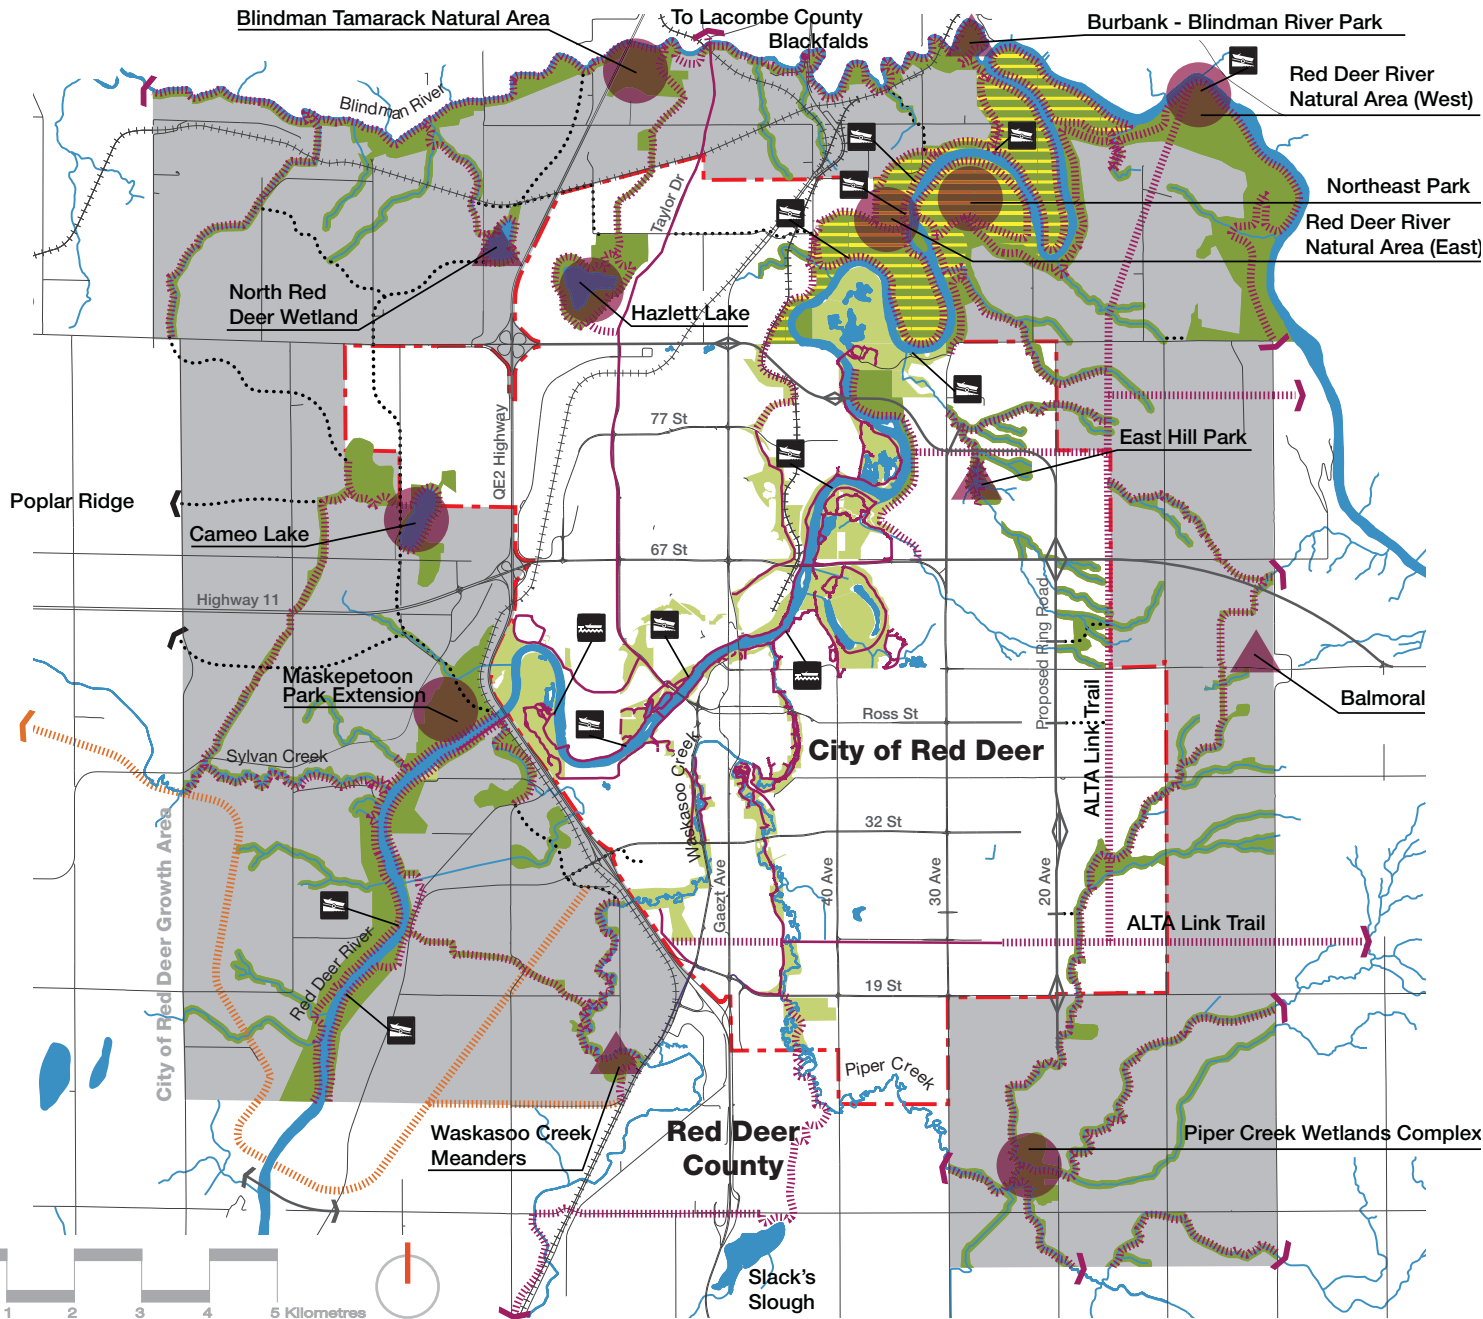 Blindman Tamarack Natural Area
To Lacombe County
Blackfalds
Burbank - Blindman River Park
Red Deer River
Natural Area (West)
Blindman River
Northeast Park
Taylor Dr
Red Deer River
Natural Area (East)
North Red
Deer Wetland
Hazlett Lake
QE2 Highway
77 St
East Hill Park
Poplar Ridge
Cameo Lake
67 St
Highway 11
Proposed Ring Road
Maskepetoon
Park Extension
ALTA Link Trail
Balmoral
Ross St
City of Red Deer
Sylvan Creek
Waskasoo Creek
City of Red Deer Growth Area
32 St
Gaezt Ave
40 Ave
30 Ave
20 Ave
ALTA Link Trail
Red Deer River
19 St
Piper Creek
Waskasoo Creek
Meanders
Red Deer
County
Piper Creek Wetlands Complex
Slack's
Slough
1 2 3 4 5 Kilometres